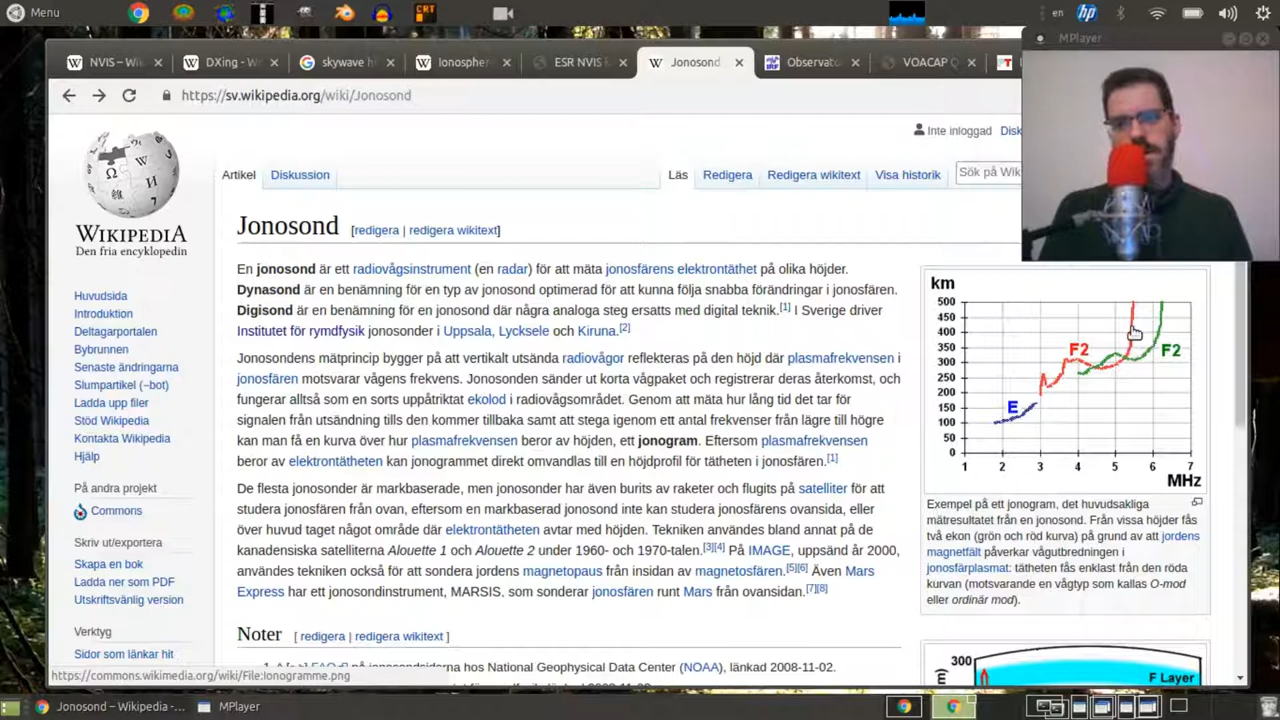 Menu
CRT
en
hp
NVIS – Wi
DXing - W
skywave h
Ionospher
ESR NVIS
Jonosond
Observato
VOACAP
MPlayer
https://sv.wikipedia.org/wiki/Jonosond
Inte inloggad
Disk
Artikel
Diskussion
Läs
Redigera
Redigera wikitext
Visa historik
Sök på Wik
WIKIPEDIA
Den fria encyklopedin
Huvudsida
Introduktion
Deltagarportalen
Bybrunnen
Senaste ändringarna
Slumpartikel (~bot)
Ladda upp filer
Stöd Wikipedia
Kontakta Wikipedia
Hjälp
På andra projekt
Commons
Skriv ut/exportera
Skapa en bok
Ladda ner som PDF
Utskriftsvänlig version
Verktyg
Sidor som länkar hit
Jonosond [redigera | redigera wikitext]
En jonosond är ett radiovågsinstrument (en radar) för att mäta jonosfärens elektrontäthet på olika höjder.
Dynasond är en benämning för en typ av jonosond optimerad för att kunna följa snabba förändringar i jonosfären.
Digisond är en benämning för en jonosond där några analoga steg ersatts med digital teknik.[1] I Sverige driver
Institutet för rymdfysik jonosonder i Uppsala, Lycksele och Kiruna.[2]
Jonosondens mätprincip bygger på att vertikalt utsända radiovågor reflekteras på den höjd där plasmafrekvensen i
jonosfären motsvarar vågens frekvens. Jonosonden sänder ut korta vågpaket och registrerar deras återkomst, och
fungerar alltså som en sorts uppåtriktat ekolod i radiovågsområdet. Genom att mäta hur lång tid det tar för
signalen från utsändning tills den kommer tillbaka samt att stega igenom ett antal frekvenser från lägre till högre
kan man få en kurva över hur plasmafrekvensen beror av höjden, ett jonogram. Eftersom plasmafrekvensen
beror av elektrontätheten kan jonogrammet direkt omvandlas till en höjdprofil för tätheten i jonosfären.[1]
De flesta jonosonder är markbaserade, men jonosonder har även burits av raketer och flugits på satelliter för att
studera jonosfären från ovan, eftersom en markbaserad jonosond inte kan studera jonosfärens ovansida, eller
över huvud taget något område där elektrontätheten avtar med höjden. Tekniken användes bland annat på de
kanadensiska satelliterna Alouette 1 och Alouette 2 under 1960- och 1970-talen.[3][4] På IMAGE, uppsänd år 2000,
användes tekniken också för att sondera jordens magnetopaus från insidan av magnetosfären.[5][6] Även Mars
Express har ett jonosondinstrument, MARSIS, som sonderar jonosfären runt Mars från ovansidan.[7][8]
Noter [ redigera | redigera wikitext ]
på jonosondsiderna hos National Geophysical Data Center (NOAA), länkad 2008-11-02.
km
500
450
400
350
300
250
200
150
100
50
0
E
F2
F2
1 2 3 4 5 6 7
MHz
Exempel på ett jonogram, det huvudsakliga
mätresultatet från en jonosond. Från vissa höjder fås
två ekon (grön och röd kurva) på grund av att jordens
magnetfält påverkar vågutbredningen i
jonosfärplasmat: tätheten fås enklast från den röda
kurvan (motsvarande en vågtyp som kallas O-mod
eller ordinär mod).
300
F Layer
https://commons.wikimedia.org/wiki/File:Ionogramme.png
Jonosond – Wikipedia -...
MPlayer